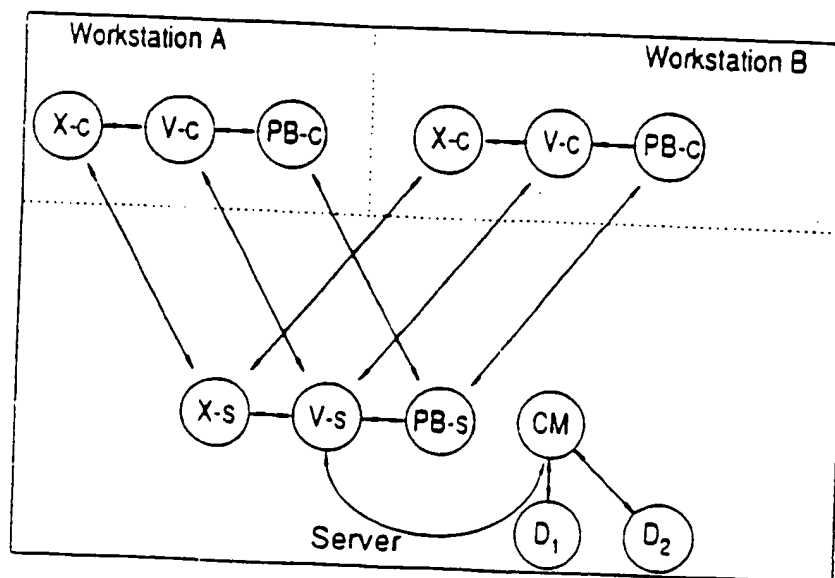 Workstation A
Workstation B
X-c V-c PB-c
X-c V-c PB-c
X-s V-s PB-s CM
Server
D1 D2